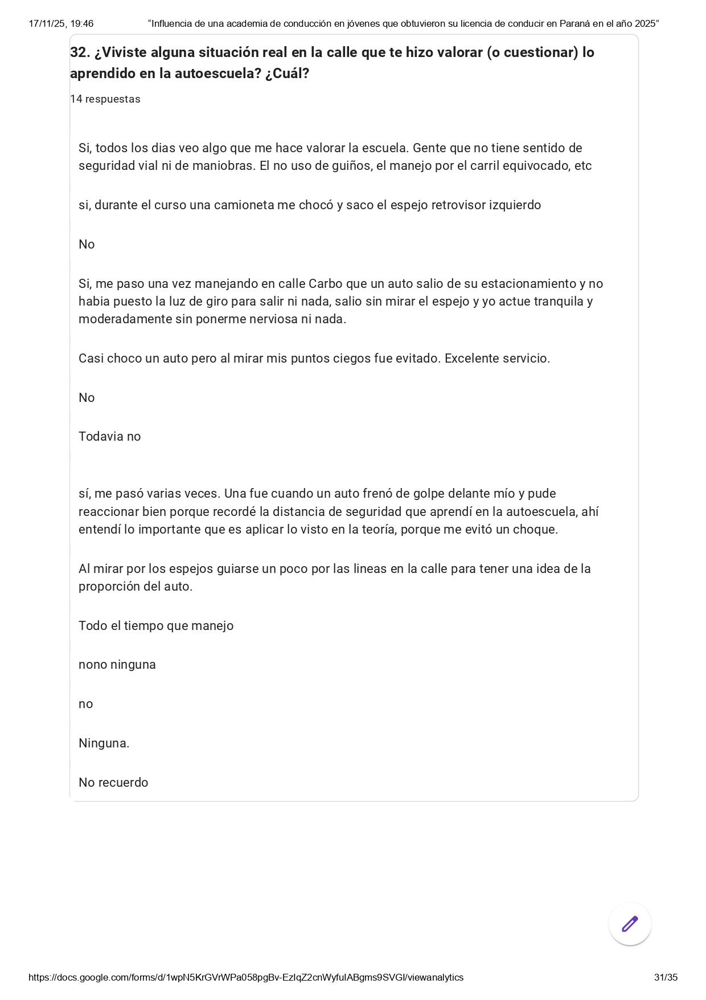 17/11/25, 19:46
“Influencia de una academia de conducción en jóvenes que obtuvieron su licencia de conducir en Paraná en el año 2025”
32. ¿Viviste alguna situación real en la calle que te hizo valorar (o cuestionar) lo
aprendido en la autoescuela? ¿Cuál?
14 respuestas
Si, todos los dias veo algo que me hace valorar la escuela. Gente que no tiene sentido de
seguridad vial ni de maniobras. El no uso de guiños, el manejo por el carril equivocado, etc
si, durante el curso una camioneta me chocó y saco el espejo retrovisor izquierdo
No
Si, me paso una vez manejando en calle Carbo que un auto salio de su estacionamiento y no
habia puesto la luz de giro para salir ni nada, salio sin mirar el espejo y yo actue tranquila y
moderadamente sin ponerme nerviosa ni nada.
Casi choco un auto pero al mirar mis puntos ciegos fue evitado. Excelente servicio.
No
Todavia no
sí, me pasó varias veces. Una fue cuando un auto frenó de golpe delante mío y pude
reaccionar bien porque recordé la distancia de seguridad que aprendí en la autoescuela, ahí
entendí lo importante que es aplicar lo visto en la teoría, porque me evitó un choque.
Al mirar por los espejos guiarse un poco por las lineas en la calle para tener una idea de la
proporción del auto.
Todo el tiempo que manejo
nono ninguna
no
Ninguna.
No recuerdo
https://docs.google.com/forms/d/1wpN5KrGVrWPa058pgBv-EzIqZ2cnWyfuIABgms9SVGI/viewanalytics
31/35